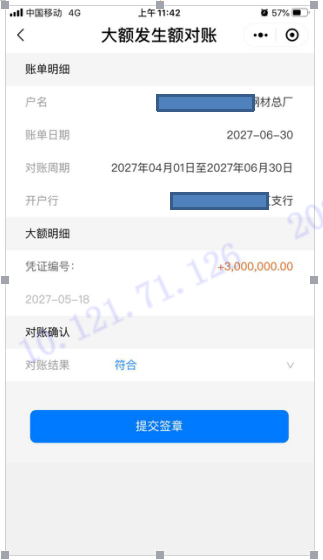 中国移动 4G 上午11:42 57%
大额发生额对账
账单明细
户名 钢材总厂
账单日期 2027-06-30
对账周期 2027年04月01日至2027年06月30日
开户行 支行
大额明细
凭证编号： +3,000,000.00
2027-05-18
10.121.71.126 20
对账确认
对账结果 符合
提交签章